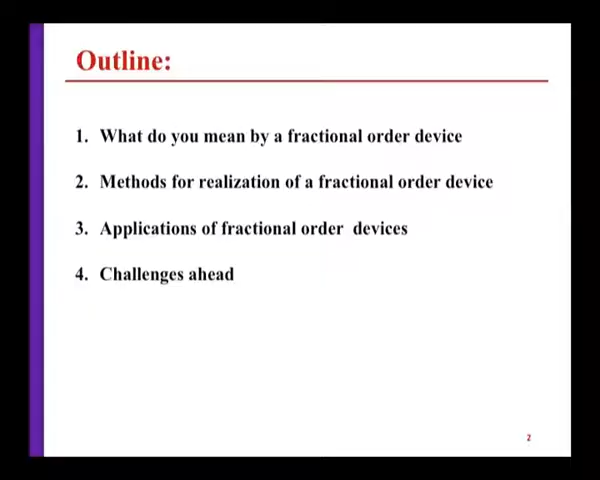 Outline:
1. What do you mean by a fractional order device
2. Methods for realization of a fractional order device
3. Applications of fractional order devices
4. Challenges ahead
2